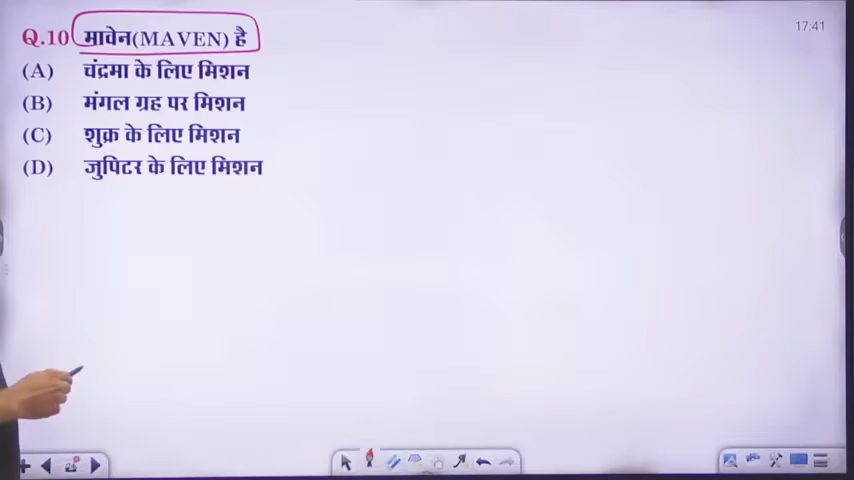 17:41
Q.10 मावेन(MAVEN) है
(A) चंद्रमा के लिए मिशन
(B) मंगल ग्रह पर मिशन
(C) शुक्र के लिए मिशन
(D) जुपिटर के लिए मिशन